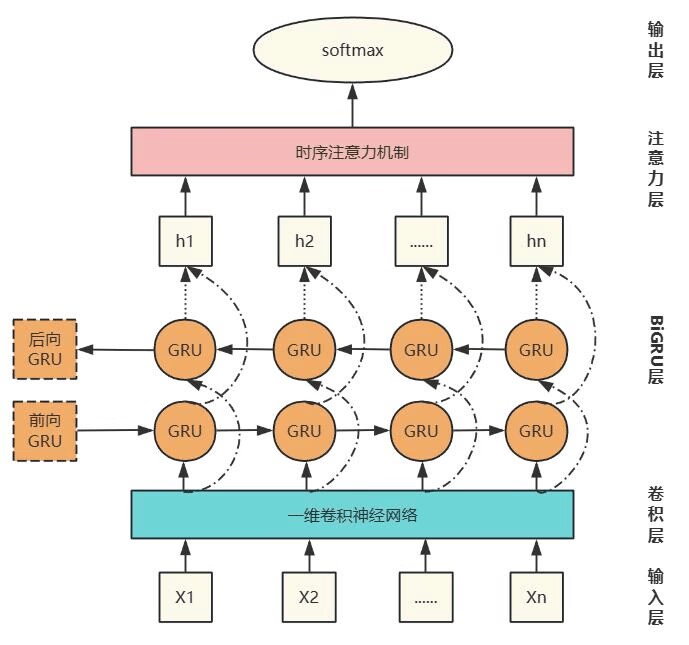 softmax
输出层
时序注意力机制
注意力层
h1
h2
......
hn
后向
GRU
GRU
GRU
GRU
GRU
BiGRU层
前向
GRU
GRU
GRU
GRU
GRU
一维卷积神经网络
卷积层
X1
X2
......
Xn
输入层